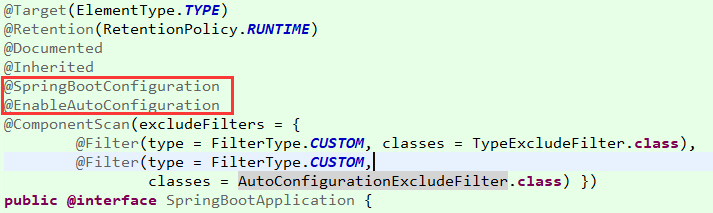 @Target(ElementType.TYPE)
@Retention(RetentionPolicy.RUNTIME)
@Documented
@Inherited
@SpringBootConfiguration
@EnableAutoConfiguration
@ComponentScan(excludeFilters = {
@Filter(type = FilterType.CUSTOM, classes = TypeExcludeFilter.class),
@Filter(type = FilterType.CUSTOM,
classes = AutoConfigurationExcludeFilter.class) })
public @interface SpringBootApplication {